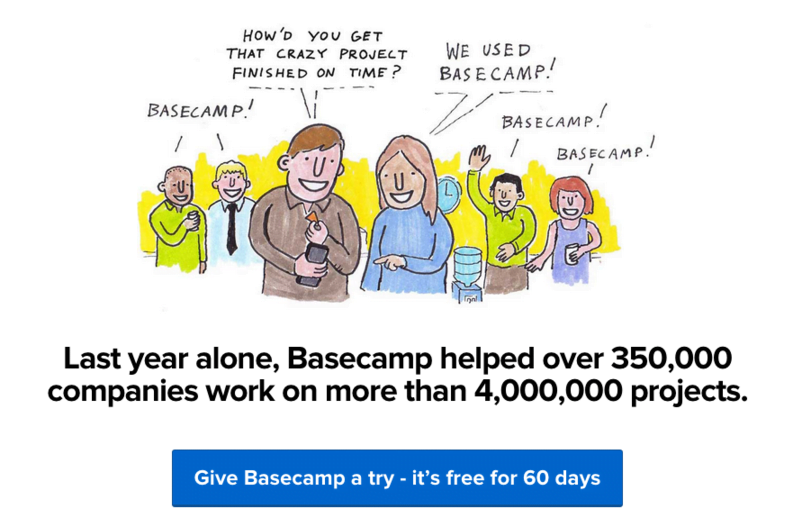 HOW'D YOU GET
THAT CRAZY PROJECT
FINISHED ON TIME?
WE USED
BASECAMP!
BASECAMP!
BASECAMP!
BASECAMP!
Last year alone, Basecamp helped over 350,000
companies work on more than 4,000,000 projects.
Give Basecamp a try - it's free for 60 days